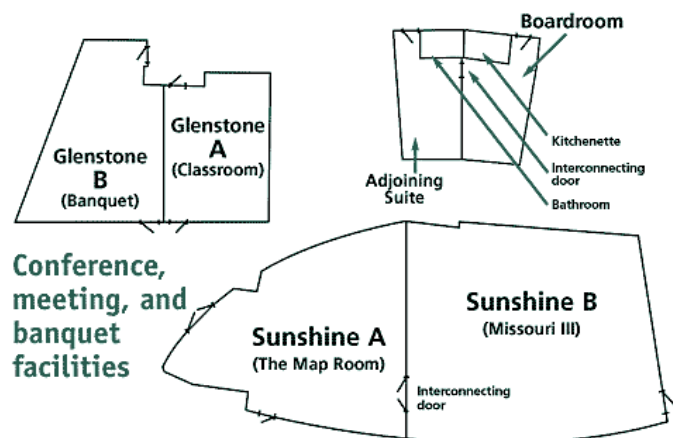 Boardroom
Glenstone
A
(Classroom)
Glenstone
B
(Banquet)
Kitchenette
Interconnecting
door
Bathroom
Adjoining
Suite
Conference,
meeting, and
banquet
facilities
Sunshine A
(The Map Room)
Sunshine B
(Missouri III)
Interconnecting
door